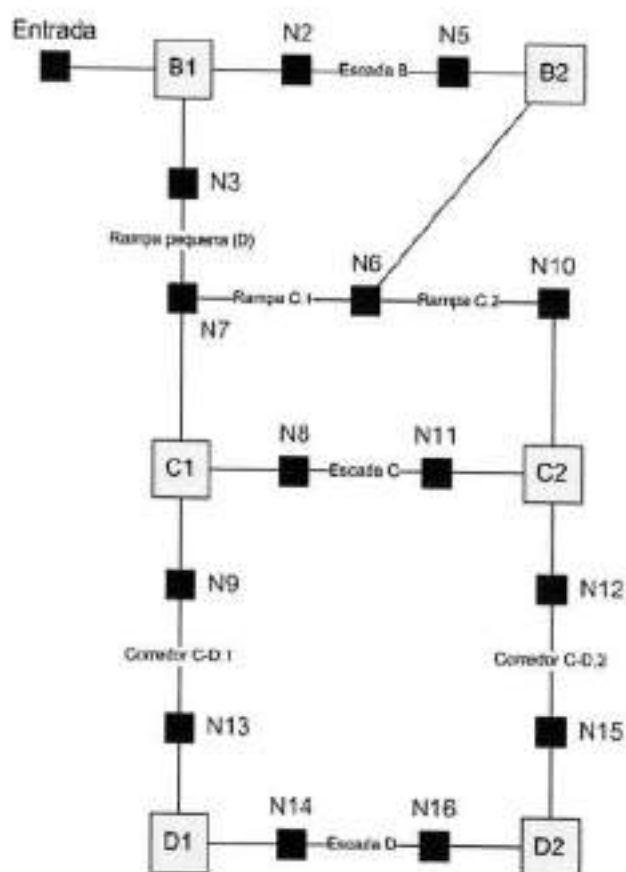 Entrada
N2
N5
B1
Escada B
B2
N3
Rampa pequena (D)
N6
N10
Rampa C.1
Rampa C.2
N7
N8
N11
C1
Escada C
C2
N9
N12
Corredor C-D.1
Corredor C-D.2
N13
N15
N14
N16
D1
Escada D
D2